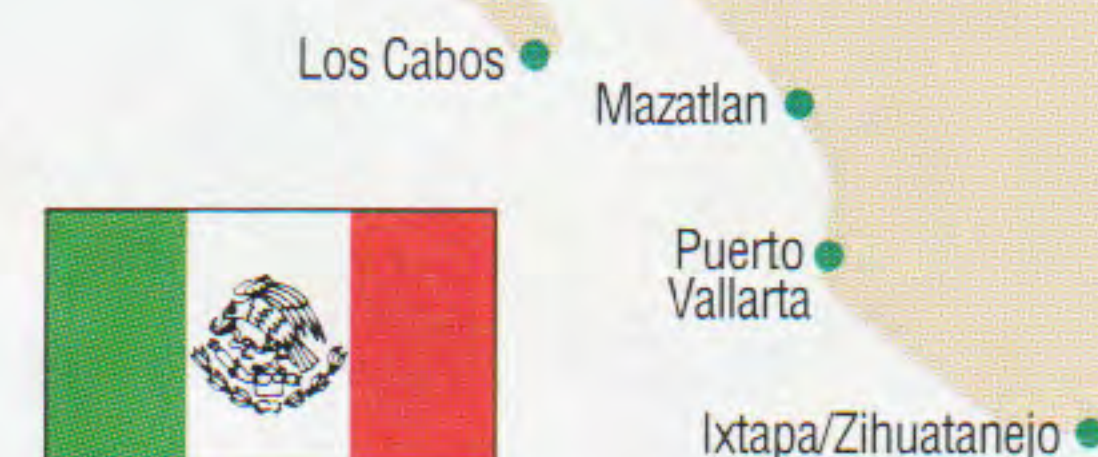 Los Cabos
Mazatlan
Puerto
Vallarta
Ixtapa/Zihuatanejo